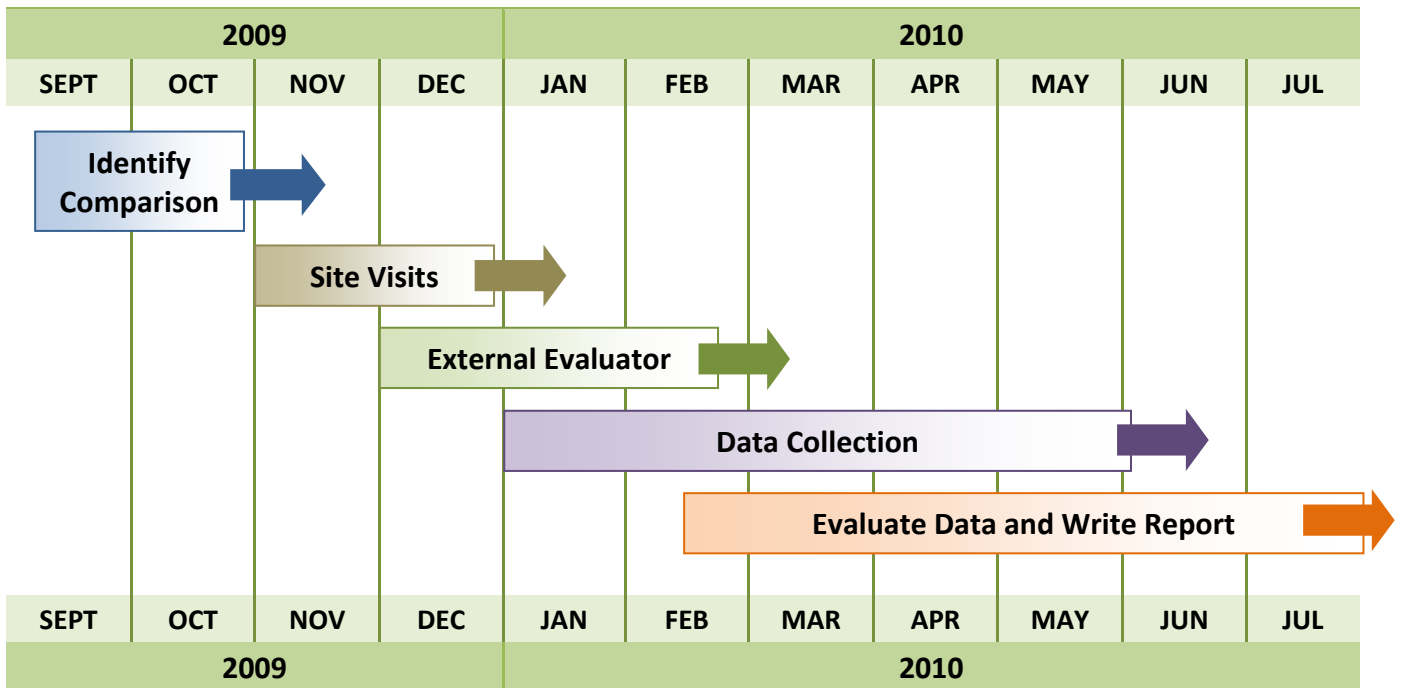 2009 2010
SEPT OCT NOV DEC JAN FEB MAR APR MAY JUN JUL
Identify
Comparison
Site Visits
External Evaluator
Data Collection
Evaluate Data and Write Report
SEPT OCT NOV DEC JAN FEB MAR APR MAY JUN JUL
2009 2010